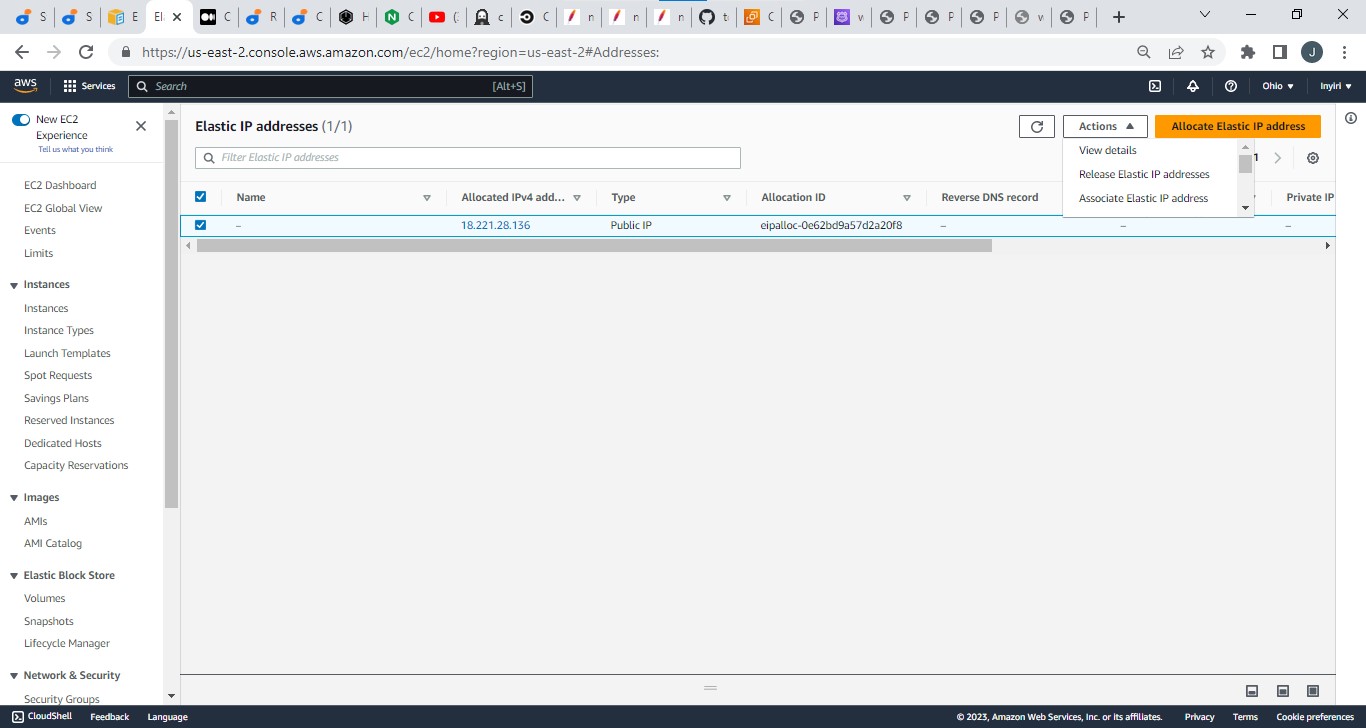 S
S
E
El
C
R
C
H
C
(:
c
C
n
n
n
t
C
P
w
P
P
P
w
P
https://us-east-2.console.aws.amazon.com/ec2/home?region=us-east-2#Addresses:
J
aws
Services
Search
[Alt+S]
Ohio
Inyiri
New EC2
Experience
Tell us what you think
EC2 Dashboard
EC2 Global View
Events
Limits
Instances
Instances
Instance Types
Launch Templates
Spot Requests
Savings Plans
Reserved Instances
Dedicated Hosts
Capacity Reservations
Images
AMIs
AMI Catalog
Elastic Block Store
Volumes
Snapshots
Lifecycle Manager
Network & Security
Security Groups
Elastic IP addresses (1/1)
Actions
Allocate Elastic IP address
Filter Elastic IP addresses
1
View details
Release Elastic IP addresses
Associate Elastic IP address
Name
Allocated IPv4 add...
Type
Allocation ID
Reverse DNS record
Private IP
–
18.221.28.136
Public IP
eipalloc-0e62bd9a57d2a20f8
–
–
–
CloudShell
Feedback
Language
© 2023, Amazon Web Services, Inc. or its affiliates.
Privacy
Terms
Cookie preferences